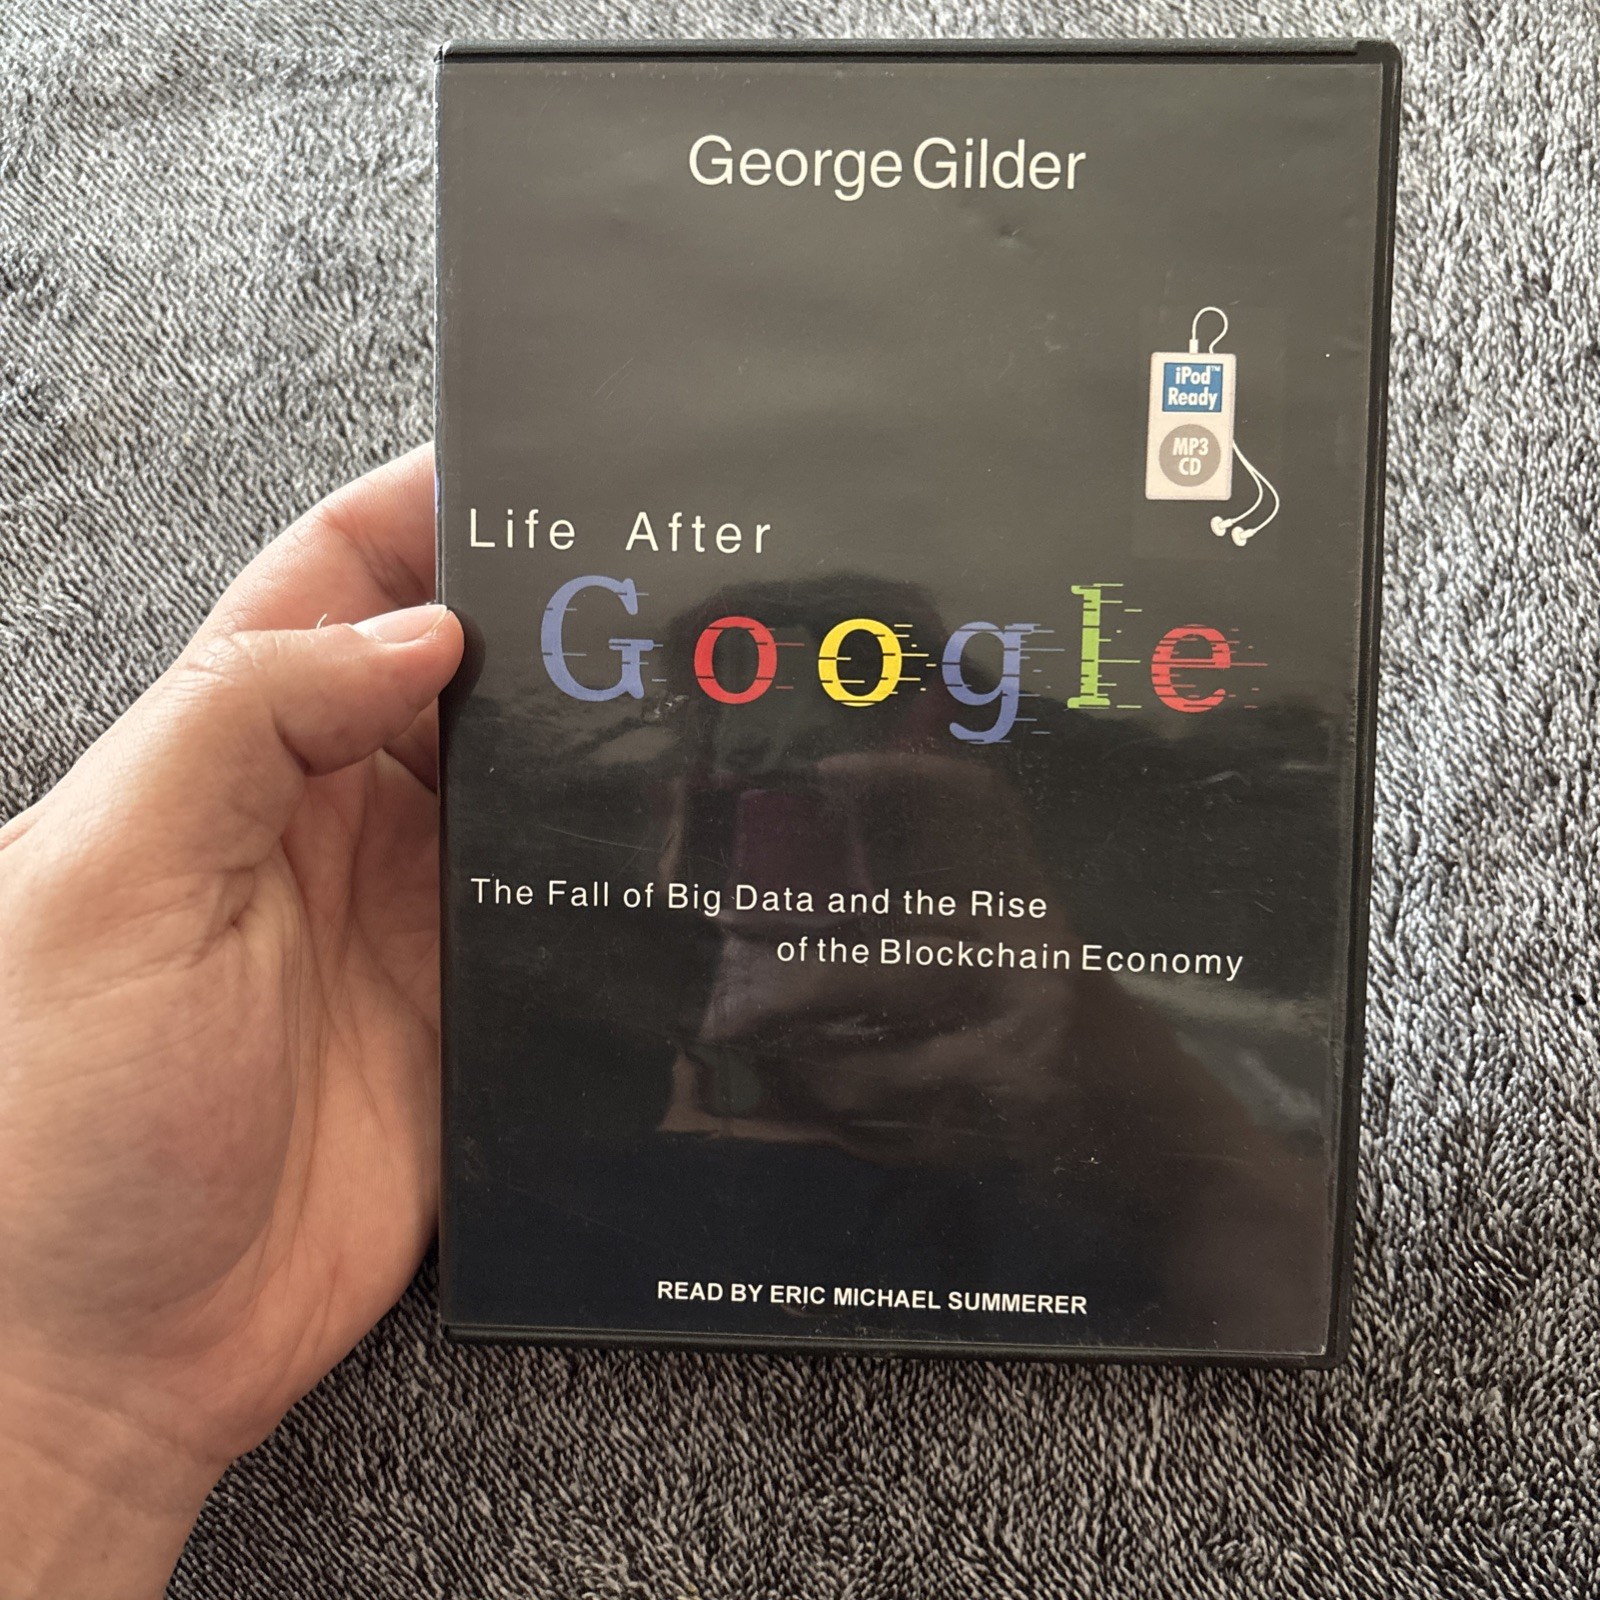 George Gilder
iPod™
Ready
MP3
CD
Life After
Google
The Fall of Big Data and the Rise
of the Blockchain Economy
READ BY ERIC MICHAEL SUMMERER